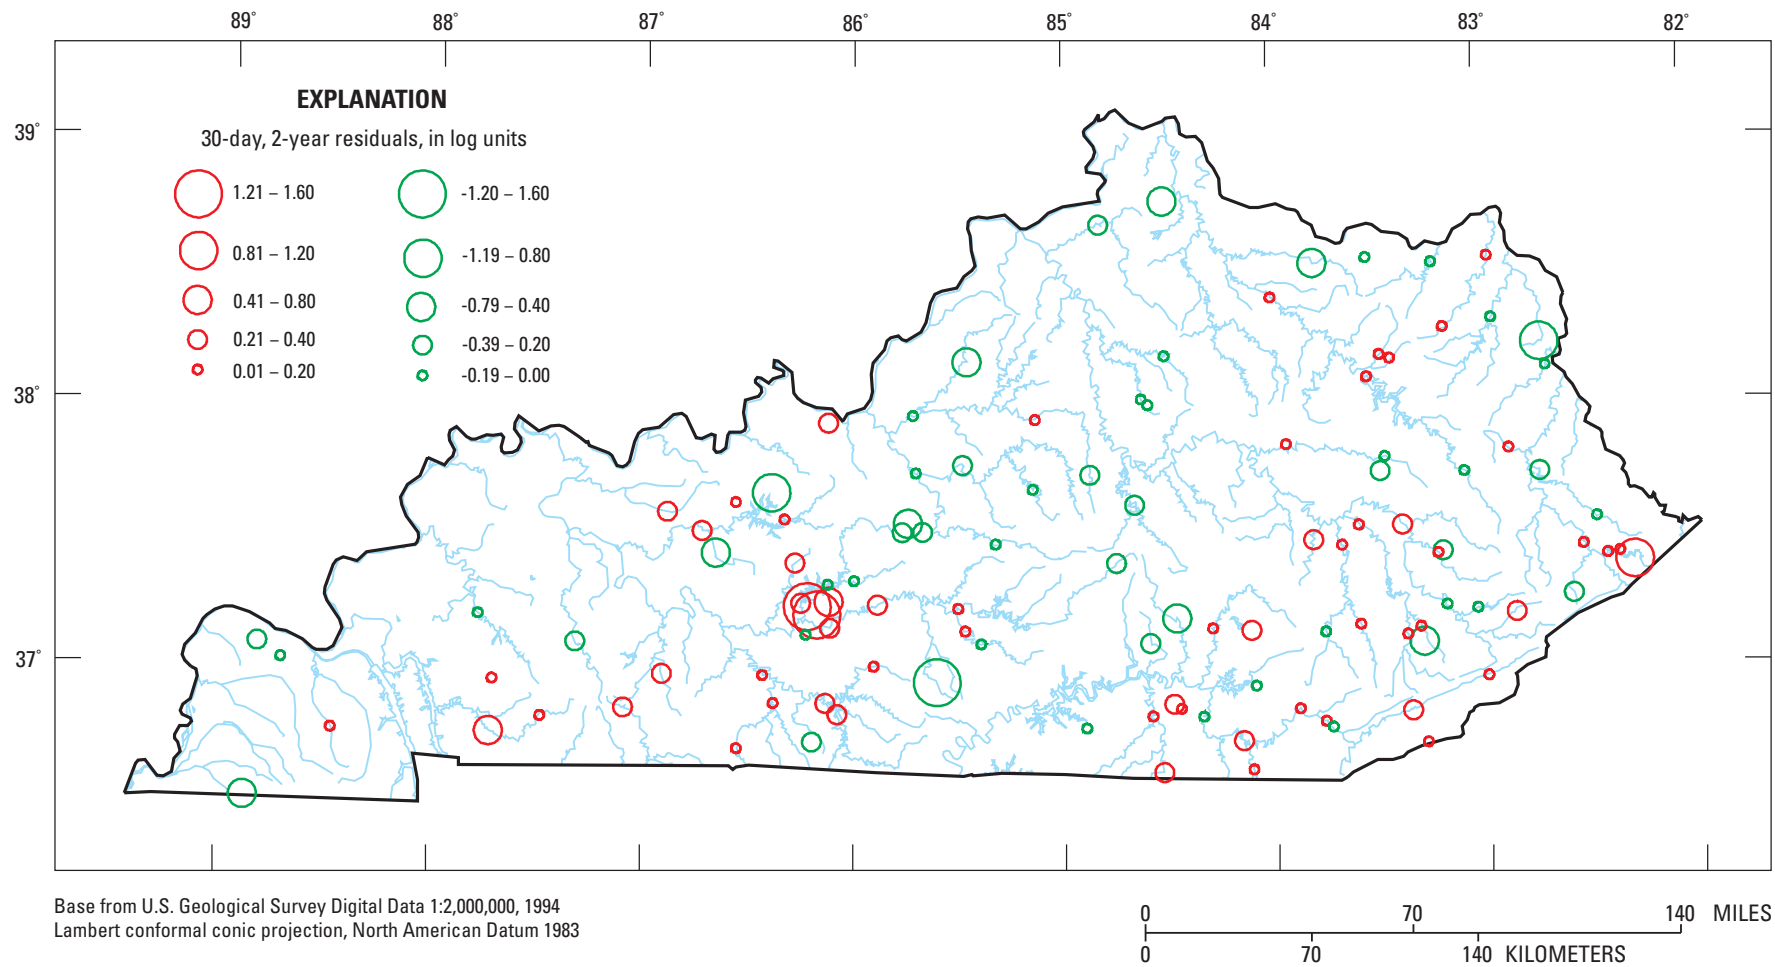 89° 88° 87° 86° 85° 84° 83° 82°
EXPLANATION
39°
30-day, 2-year residuals, in log units
1.21 – 1.60 -1.20 – 1.60
0.81 – 1.20 -1.19 – 0.80
0.41 – 0.80 -0.79 – 0.40
0.21 – 0.40 -0.39 – 0.20
0.01 – 0.20 -0.19 – 0.00
38°
37°
Base from U.S. Geological Survey Digital Data 1:2,000,000, 1994
Lambert conformal conic projection, North American Datum 1983
0 70 140 MILES
0 70 140 KILOMETERS